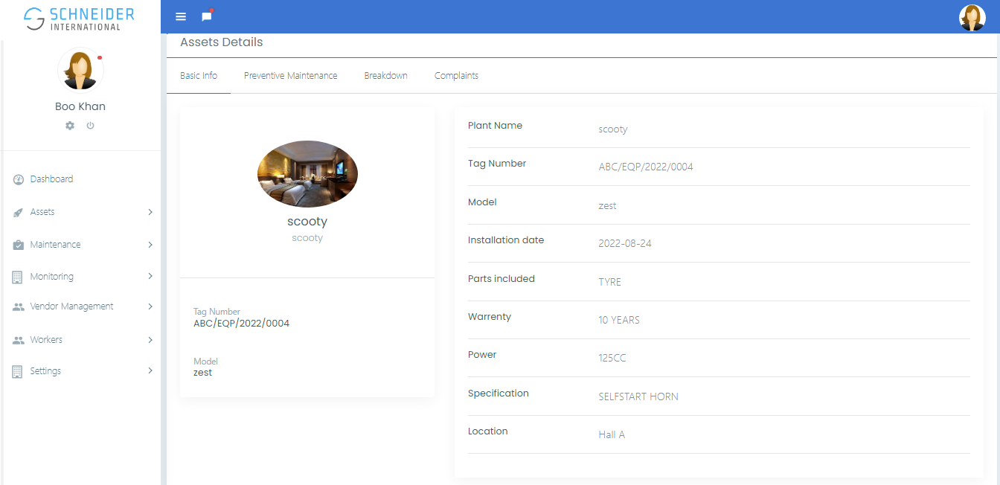 SCHNEIDER
INTERNATIONAL
Boo Khan
Dashboard
Assets
Maintenance
Monitoring
Vendor Management
Workers
Settings
Assets Details
Basic Info
Preventive Maintenance
Breakdown
Complaints
scooty
scooty
Tag Number
ABC/EQP/2022/0004
Model
zest
Plant Name
scooty
Tag Number
ABC/EQP/2022/0004
Model
zest
Installation date
2022-08-24
Parts included
TYRE
Warrenty
10 YEARS
Power
125CC
Specification
SELFSTART HORN
Location
Hall A